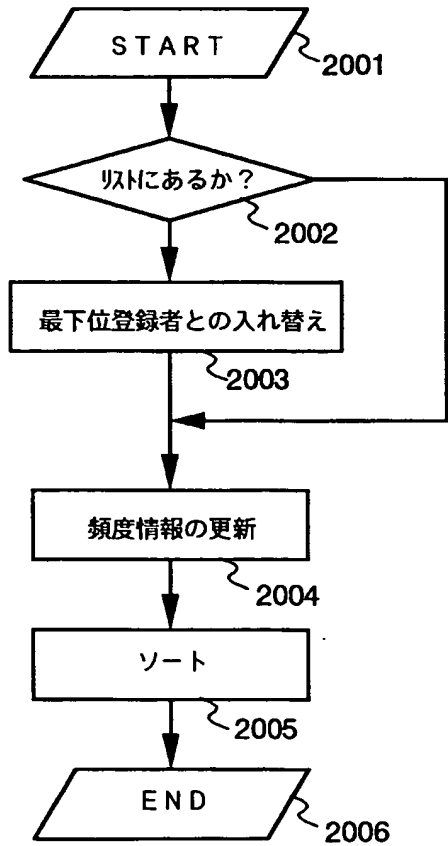 START
2001
リストにあるか？
2002
最下位登録者との入れ替え
2003
頻度情報の更新
2004
ソート
2005
END
2006